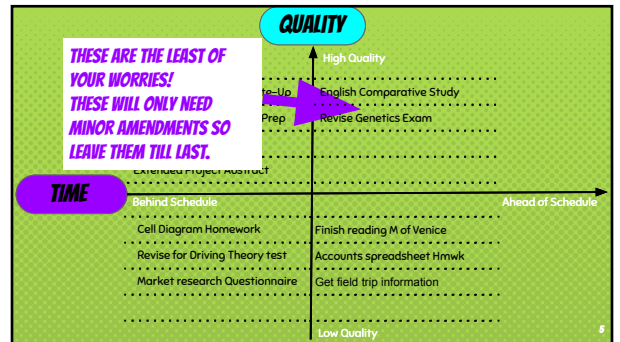 QUALITY
THESE ARE THE LEAST OF
YOUR WORRIES!
THESE WILL ONLY NEED
MINOR AMENDMENTS SO
LEAVE THEM TILL LAST.
High Quality
te-Up
English Comparative Study
Prep
Revise Genetics Exam
Extended Project Abstract
TIME
Behind Schedule
Ahead of Schedule
Cell Diagram Homework
Finish reading M of Venice
Revise for Driving Theory test
Accounts spreadsheet Hmwk
Market research Questionnaire
Get field trip information
Low Quality
5